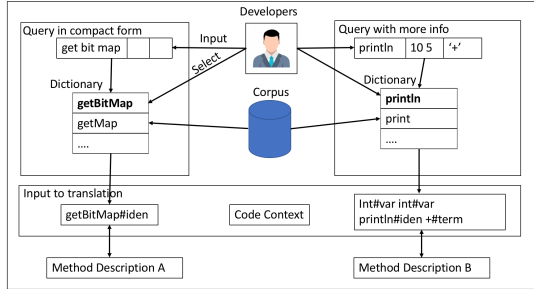 Developers
Query in compact form
Query with more info
get bit map
Input
println
10 5
‘+’
Select
Dictionary
Dictionary
getBitMap
getMap
....
Corpus
println
print
....
Input to translation
getBitMap#iden
Code Context
Int#var int#var
println#iden +#term
Method Description A
Method Description B